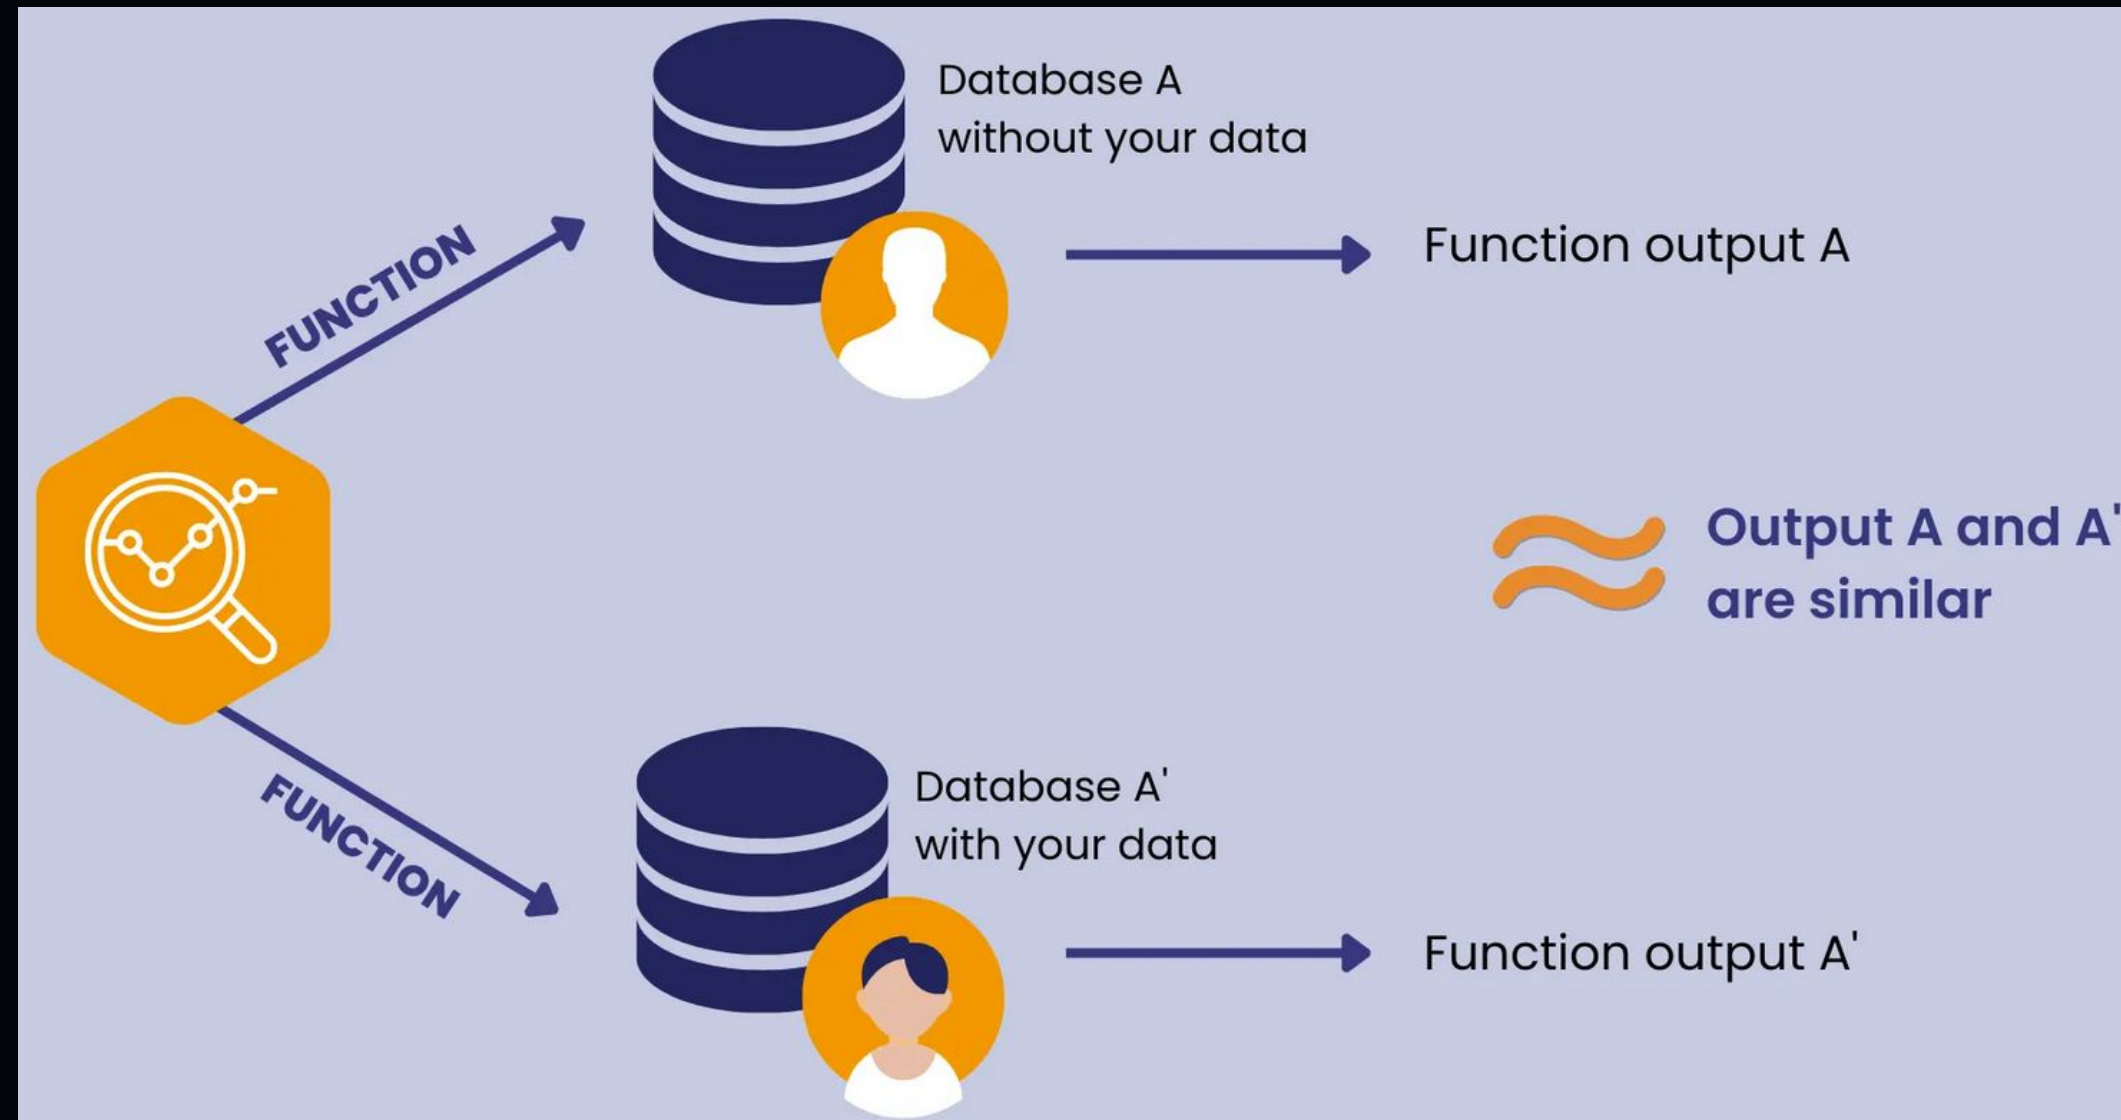 Database A
without your data
FUNCTION
Function output A
Output A and A'
are similar
Database A'
with your data
FUNCTION
Function output A'